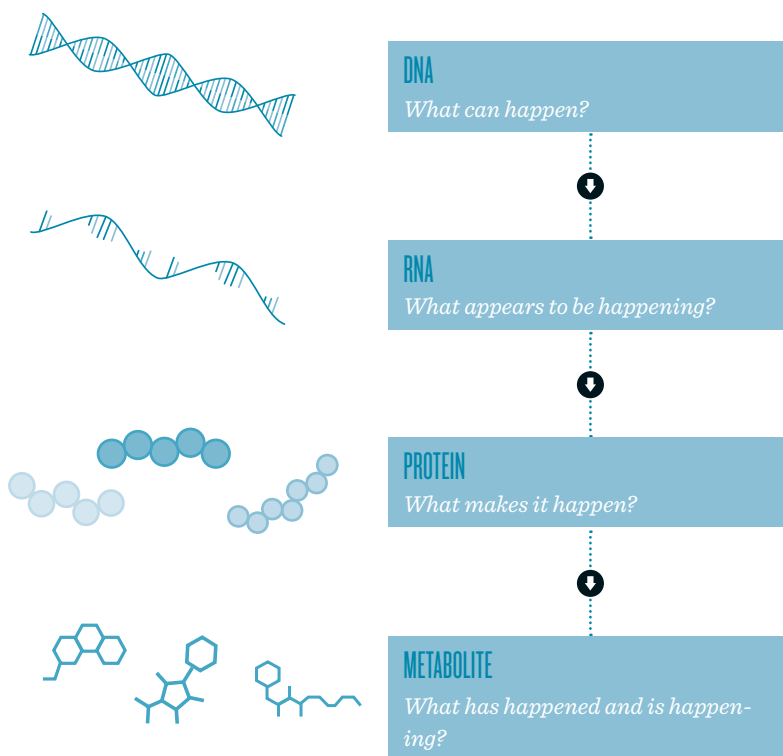 DNA
What can happen?
RNA
What appears to be happening?
PROTEIN
What makes it happen?
METABOLITE
What has happened and is happen-
ing?